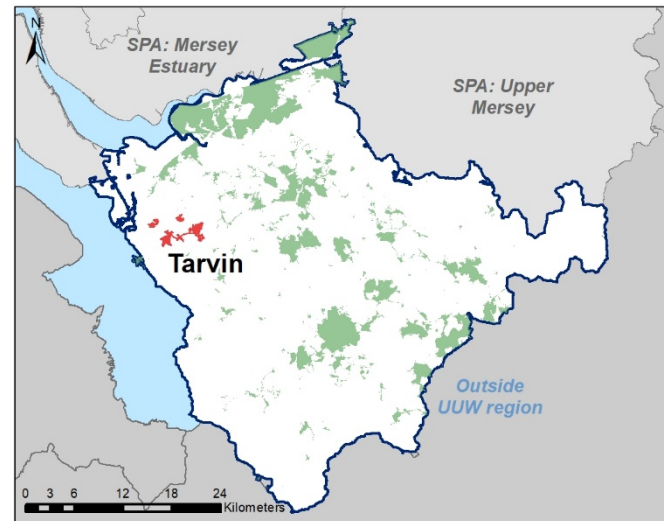 N
SPA: Mersey
Estuary
SPA: Upper
Mersey
Tarvin
Outside
UUW region
0 3 6 12 18 24
Kilometers